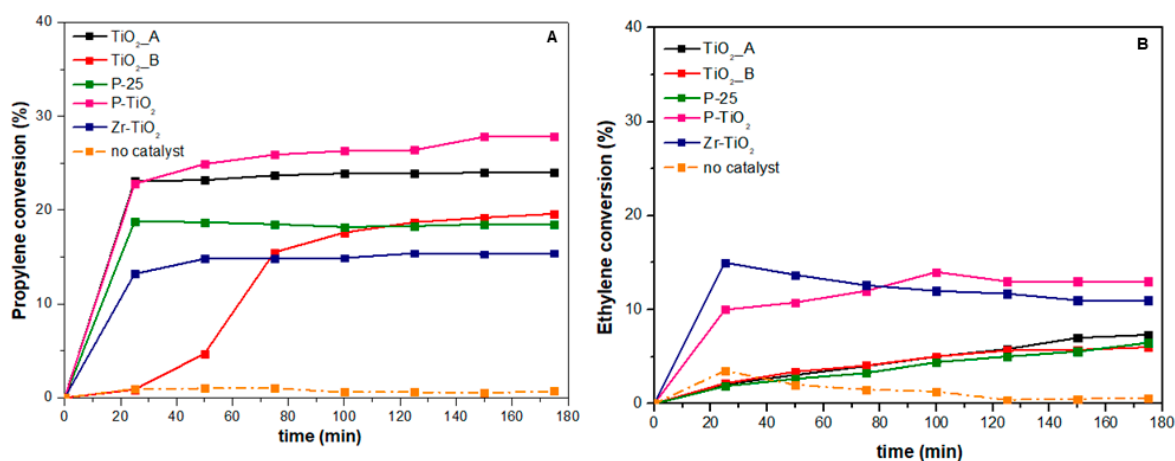 A
TiO₂_A
TiO₂_B
P-25
P-TiO₂
Zr-TiO₂
no catalyst
Propylene conversion (%)
40
30
20
10
0
0 20 40 60 80 100 120 140 160 180
time (min)
B
TiO₂_A
TiO₂_B
P-25
P-TiO₂
Zr-TiO₂
no catalyst
Ethylene conversion (%)
40
30
20
10
0
0 20 40 60 80 100 120 140 160 180
time (min)